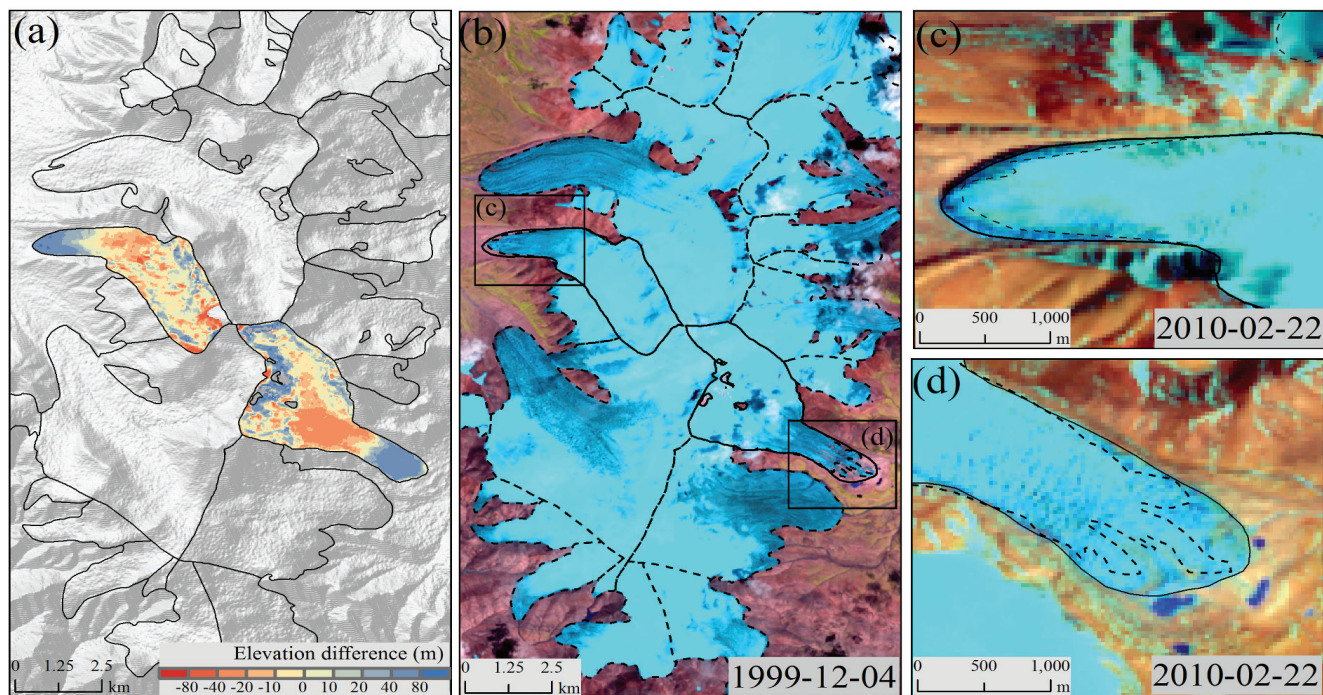 (a)
Elevation difference (m)
0 1.25 2.5
km
-80 -40 -20 -10 0 10 20 40 80
(b)
(c)
(d)
0 1.25 2.5
km
1999-12-04
(c)
0 500 1,000
m
2010-02-22
(d)
0 500 1,000
m
2010-02-22